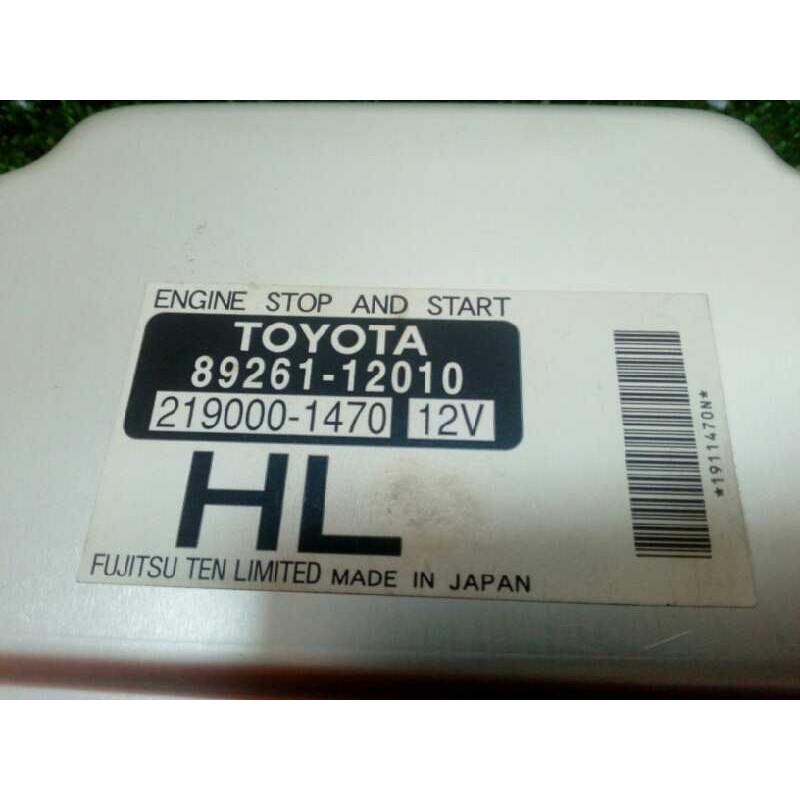 ENGINE STOP AND START
TOYOTA
89261-12010
219000-1470 12V
HL
FUJITSU TEN LIMITED MADE IN JAPAN
*1911470N*